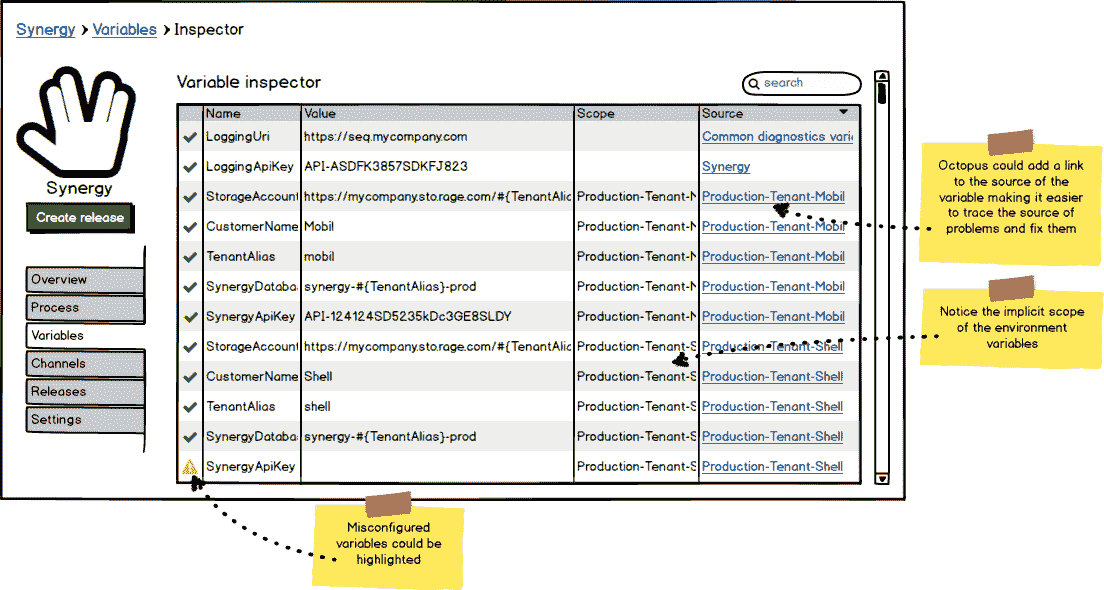 Synergy > Variables > Inspector
Variable inspector
search
Synergy
Create release
Overview
Process
Variables
Channels
Releases
Settings
Name Value Scope Source
LoggingUri https://seq.mycompany.com Common diagnostics varia
LoggingApiKey API-ASDFK3857SDKFJ823 Synergy
StorageAccount https://mycompany.sto.rage.com/#{TenantAlia Production-Tenant-M Production-Tenant-Mobil
CustomerName Mobil Production-Tenant-M Production-Tenant-Mobil
TenantAlias mobil Production-Tenant-M Production-Tenant-Mobil
SynergyDataba synergy-#{TenantAlias}-prod Production-Tenant-M Production-Tenant-Mobil
SynergyApiKey API-124124SD5235kDc3GE8SLDY Production-Tenant-M Production-Tenant-Mobil
StorageAccount https://mycompany.sto.rage.com/#{TenantAlia Production-Tenant-S Production-Tenant-Shell
CustomerName Shell Production-Tenant-S Production-Tenant-Shell
TenantAlias shell Production-Tenant-S Production-Tenant-Shell
SynergyDataba synergy-#{TenantAlias}-prod Production-Tenant-S Production-Tenant-Shell
SynergyApiKey Production-Tenant-S Production-Tenant-Shell
Octopus could add a link
to the source of the
variable making it easier
to trace the source of
problems and fix them
Notice the implicit scope
of the environment
variables
Misconfigured
variables could be
highlighted